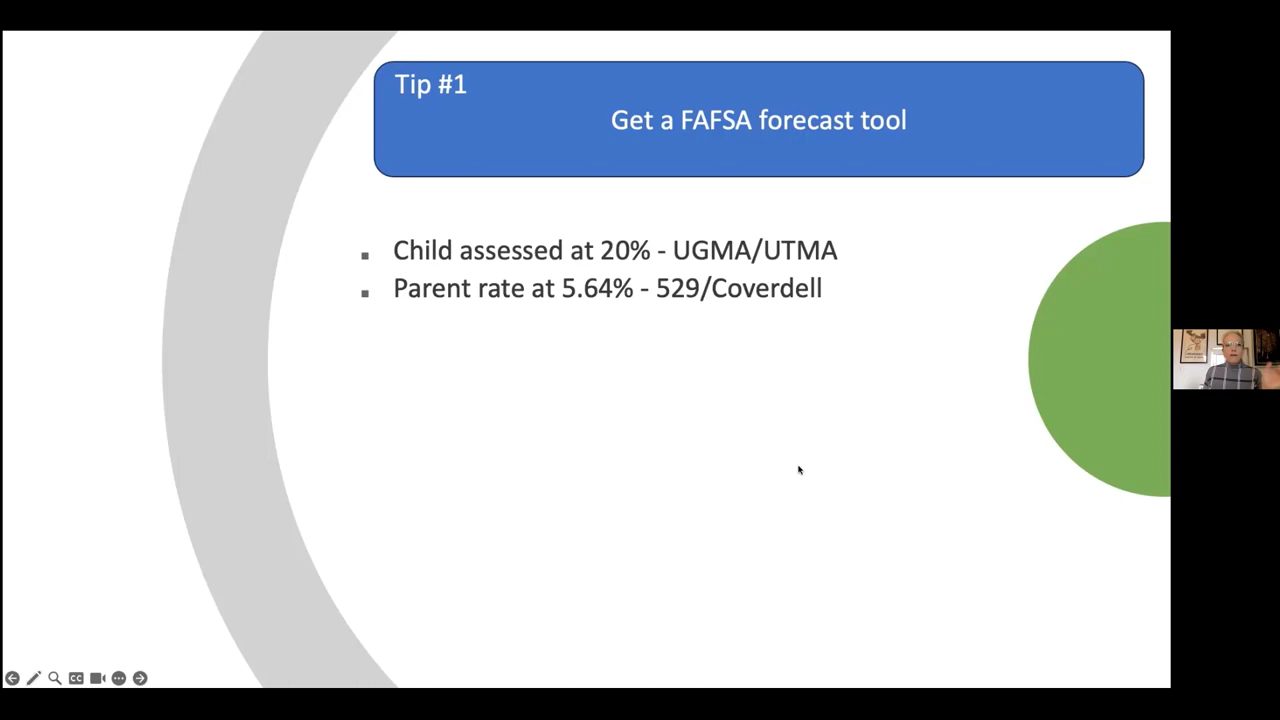 Tip #1
Get a FAFSA forecast tool
▪ Child assessed at 20% - UGMA/UTMA
▪ Parent rate at 5.64% - 529/Coverdell
CC